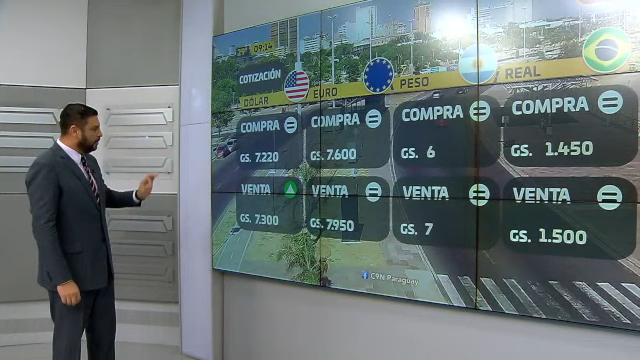 09:14
COTIZACIÓN
DÓLAR EURO PESO REAL
COMPRA COMPRA COMPRA COMPRA
GS. 7.220 GS. 7.600 GS. 6 GS. 1.450
VENTA VENTA VENTA VENTA
GS. 7.300 GS. 7.950 GS. 7 GS. 1.500
C9N Paraguay